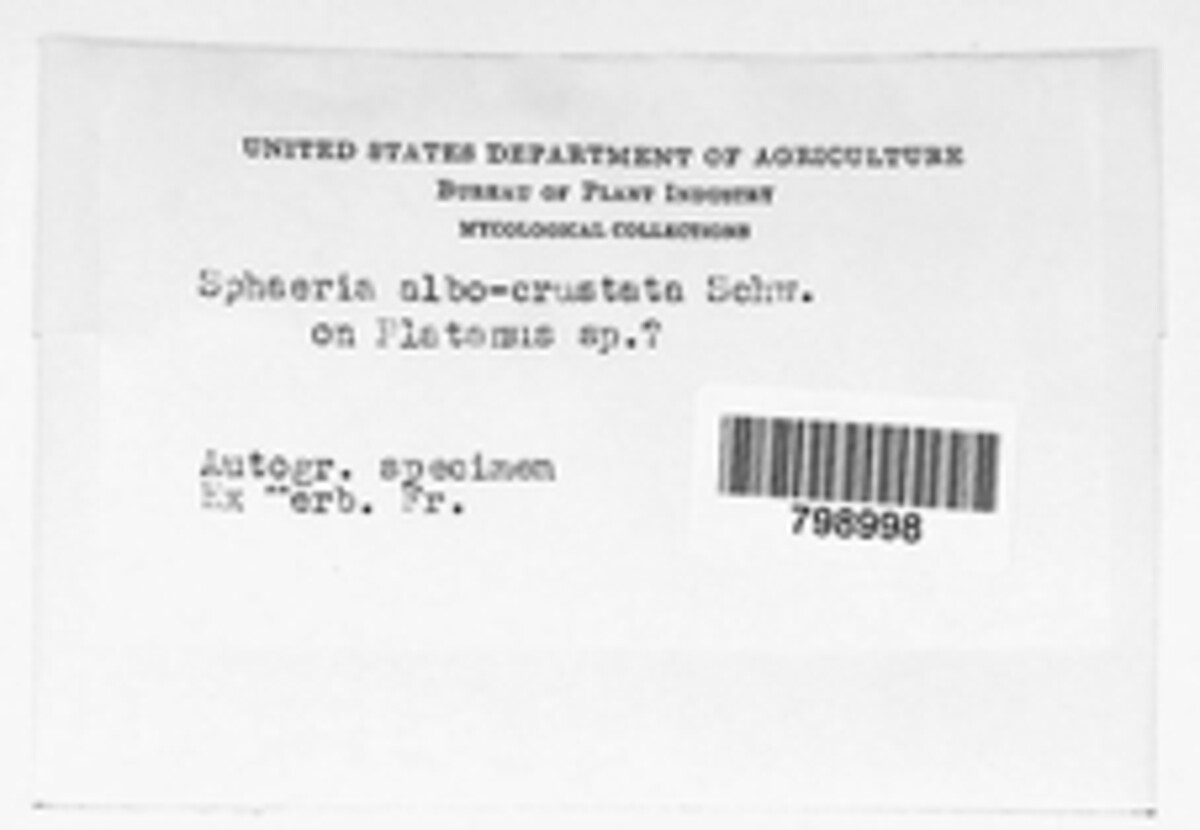 UNITED STATES DEPARTMENT OF AGRICULTURE
BUREAU OF PLANT INDUSTRY
MYCOLOGICAL COLLECTIONS
Sphaeria albo-crustata Schw.
on Platanus sp.?
Autogr. specimen
Ex Herb. Fr.
798998